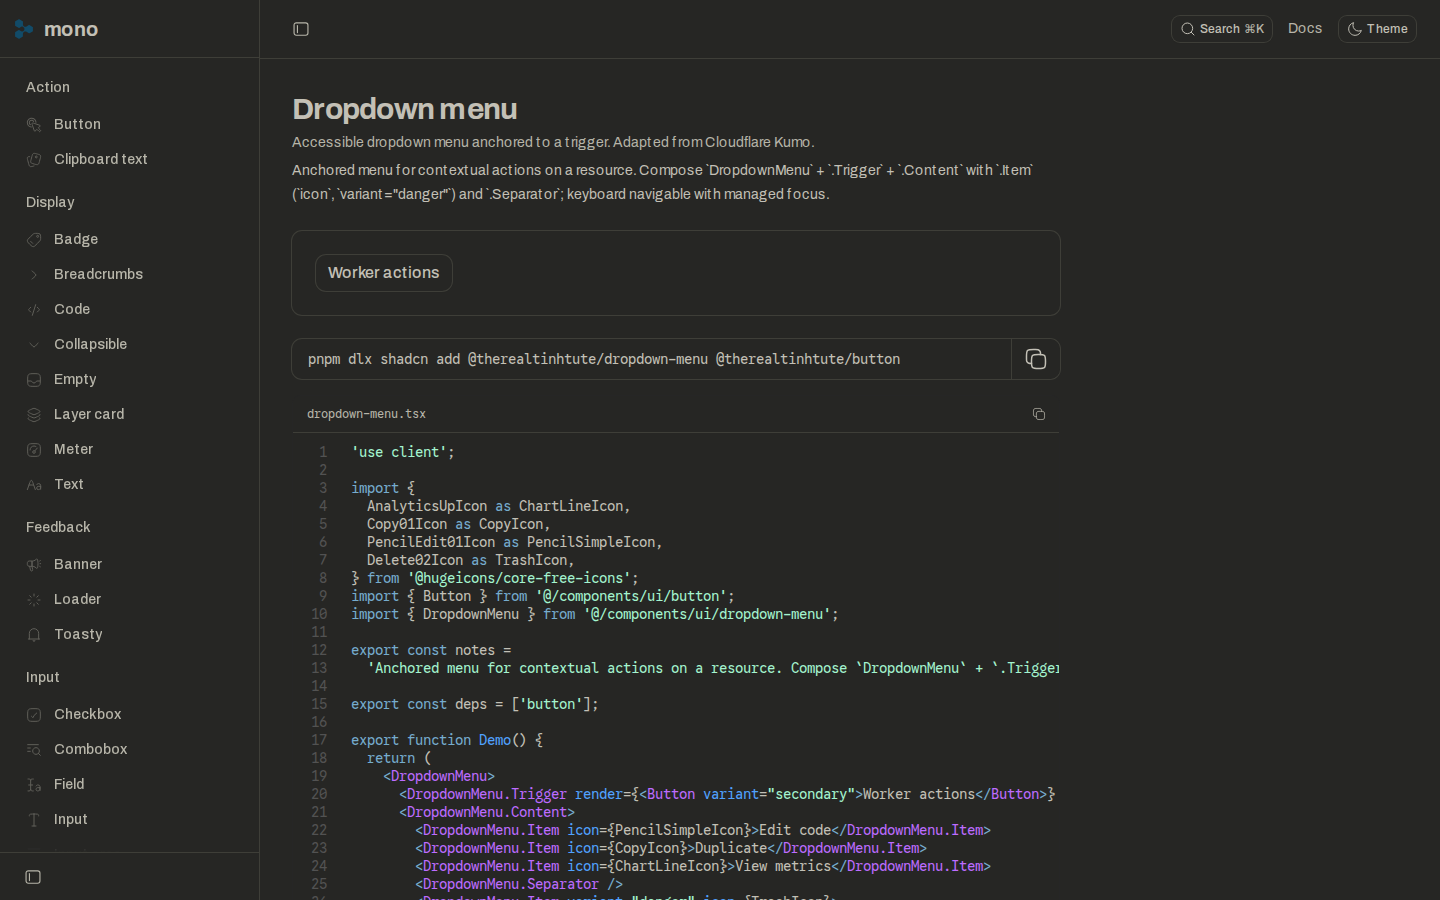 mono
Search ⌘K
Docs
Theme
Action
Button
Clipboard text
Display
Badge
Breadcrumbs
Code
Collapsible
Empty
Layer card
Meter
Text
Feedback
Banner
Loader
Toasty
Input
Checkbox
Combobox
Field
Input
Dropdown menu
Accessible dropdown menu anchored to a trigger. Adapted from Cloudflare Kumo.
Anchored menu for contextual actions on a resource. Compose `DropdownMenu` + `.Trigger` + `.Content` with `.Item`
(`icon`, `variant="danger"`) and `.Separator`; keyboard navigable with managed focus.
Worker actions
pnpm dlx shadcn add @therealtinhtute/dropdown-menu @therealtinhtute/button
dropdown-menu.tsx
1 'use client';
2
3 import {
4 AnalyticsUpIcon as ChartLineIcon,
5 Copy01Icon as CopyIcon,
6 PencilEdit01Icon as PencilSimpleIcon,
7 Delete02Icon as TrashIcon,
8 } from '@hugeicons/core-free-icons';
9 import { Button } from '@/components/ui/button';
10 import { DropdownMenu } from '@/components/ui/dropdown-menu';
11
12 export const notes =
13 'Anchored menu for contextual actions on a resource. Compose `DropdownMenu` + `.Trigger
14
15 export const deps = ['button'];
16
17 export function Demo() {
18 return (
19 <DropdownMenu>
20 <DropdownMenu.Trigger render={<Button variant="secondary">Worker actions</Button>}
21 <DropdownMenu.Content>
22 <DropdownMenu.Item icon={PencilSimpleIcon}>Edit code</DropdownMenu.Item>
23 <DropdownMenu.Item icon={CopyIcon}>Duplicate</DropdownMenu.Item>
24 <DropdownMenu.Item icon={ChartLineIcon}>View metrics</DropdownMenu.Item>
25 <DropdownMenu.Separator />
26 <DropdownMenu.Item variant="danger" icon={TrashIcon}>